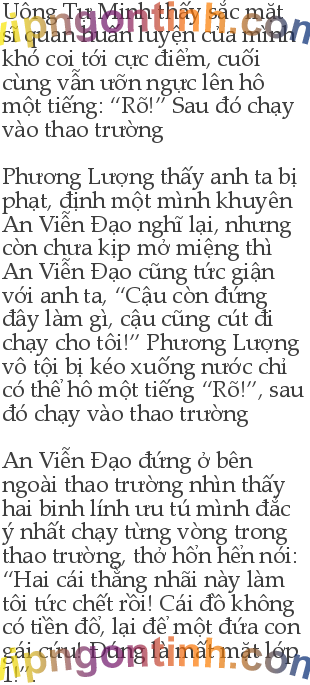 Uông Tư Minh thấy sắc mặt
sĩ quan huấn luyện của mình
khó coi tới cực điểm, cuối
cùng vẫn ưỡn ngực lên hô
một tiếng: “Rõ!” Sau đó chạy
vào thao trường
Phương Lượng thấy anh ta bị
phạt, định một mình khuyên
An Viễn Đạo nghĩ lại, nhưng
còn chưa kịp mở miệng thì
An Viễn Đạo cũng tức giận
với anh ta, “Cậu còn đứng
đây làm gì, cậu cũng cút đi
chạy cho tôi!” Phương Lượng
vô tội bị kéo xuống nước chỉ
có thể hô một tiếng “Rõ!”, sau
đó chạy vào thao trường
An Viễn Đạo đứng ở bên
ngoài thao trường nhìn thấy
hai binh lính ưu tú mình đắc
ý nhất chạy từng vòng trong
thao trường, thở hổn hển nói:
“Hai cái thằng nhãi này làm
tôi tức chết rồi! Cái đồ không
có tiền đồ, lại để một đứa con
gái cứu! Đúng là mất mặt lớp
1!”.